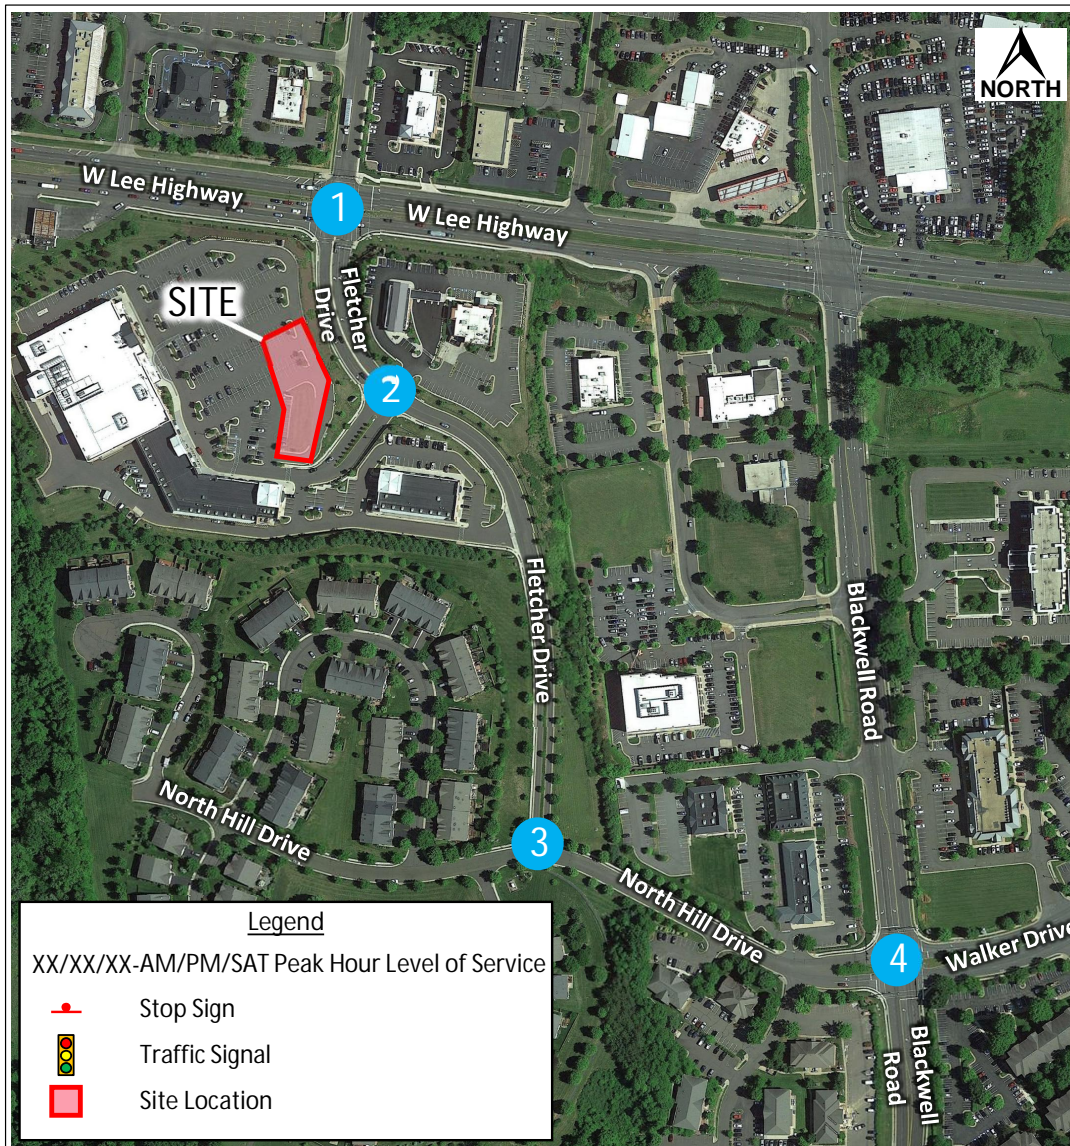 NORTH
W Lee Highway
1
W Lee Highway
Fletcher
Drive
SITE
2
Fletcher Drive
Blackwell Road
North Hill Drive
3
North Hill Drive
4
Walker Drive
Blackwell
Road
Legend
XX/XX/XX-AM/PM/SAT Peak Hour Level of Service
Stop Sign
Traffic Signal
Site Location